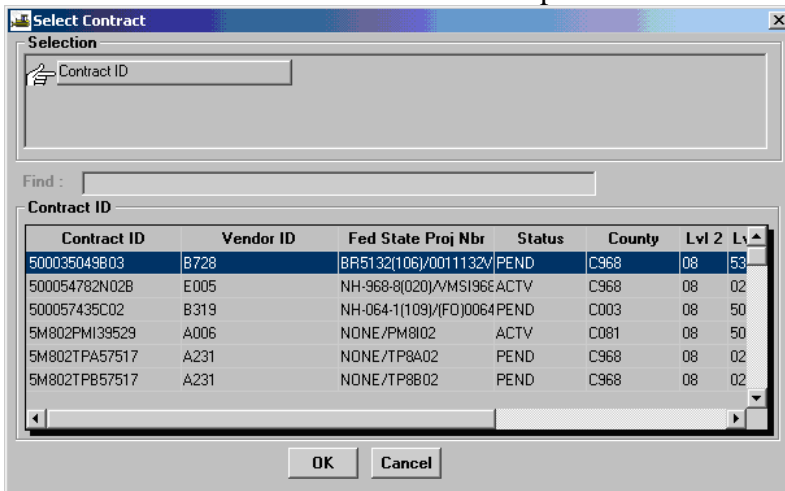 Select Contract
Selection
Contract ID
Find :
Contract ID
Contract ID Vendor ID Fed State Proj Nbr Status County Lvl 2 Lv
500035049B03 B728 BR5132(106)/0011132V PEND C968 08 53
500054782N02B E005 NH-968-8(020)/VMSI968 ACTV C968 08 02
500057435C02 B319 NH-064-1(109)/(FO)0064 PEND C003 08 50
5M802PMI39529 A006 NONE/PM8I02 ACTV C081 08 50
5M802TPA57517 A231 NONE/TP8A02 PEND C968 08 02
5M802TPB57517 A231 NONE/TP8B02 PEND C968 08 02
OK Cancel